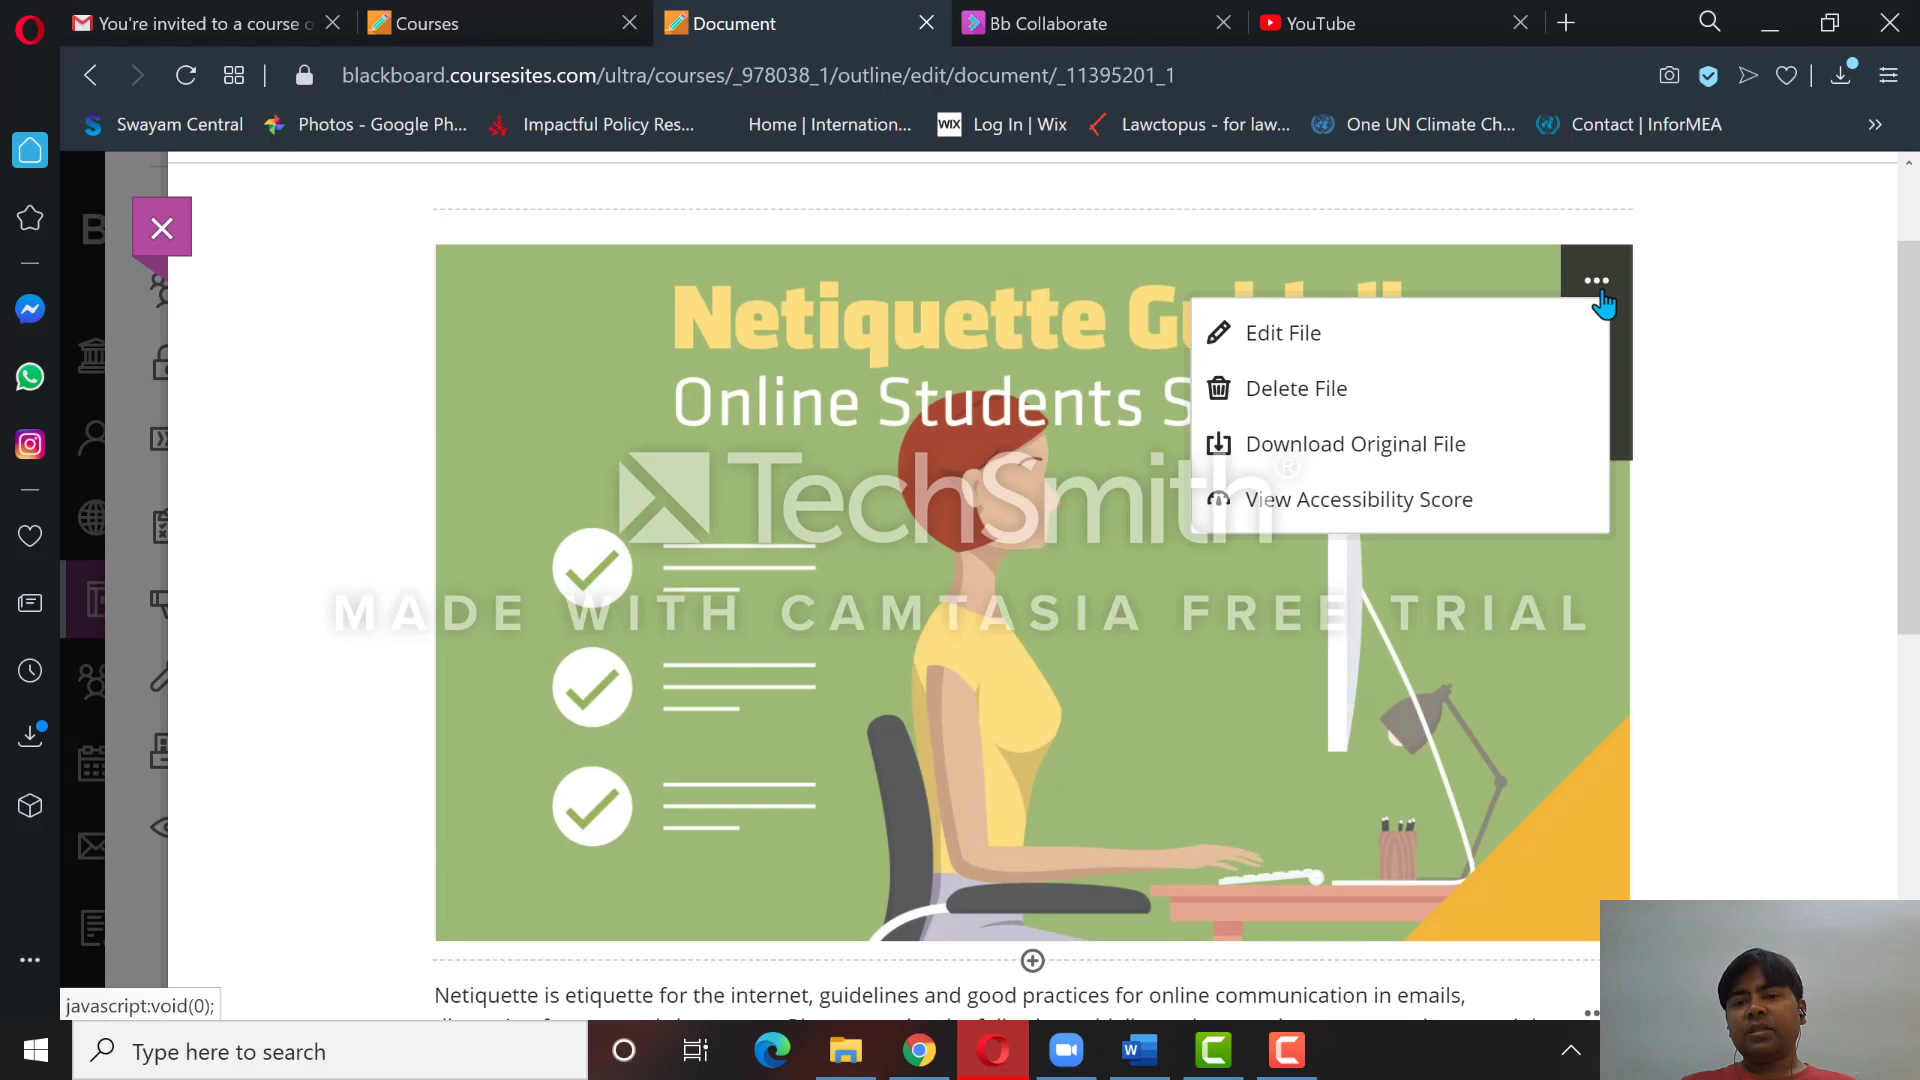 You're invited to a course o
Courses
Document
Bb Collaborate
YouTube
blackboard.coursesites.com/ultra/courses/_978038_1/outline/edit/document/_11395201_1
Swayam Central
Photos - Google Ph...
Impactful Policy Res...
Home | Internation...
WIX Log In | Wix
Lawctopus - for law...
One UN Climate Ch...
Contact | InforMEA
B
Netiquette
Online Students
Edit File
Delete File
Download Original File
View Accessibility Score
TechSmith®
MADE WITH CAMTASIA FREE TRIAL
Netiquette is etiquette for the internet, guidelines and good practices for online communication in emails,
javascript:void(0);
Type here to search